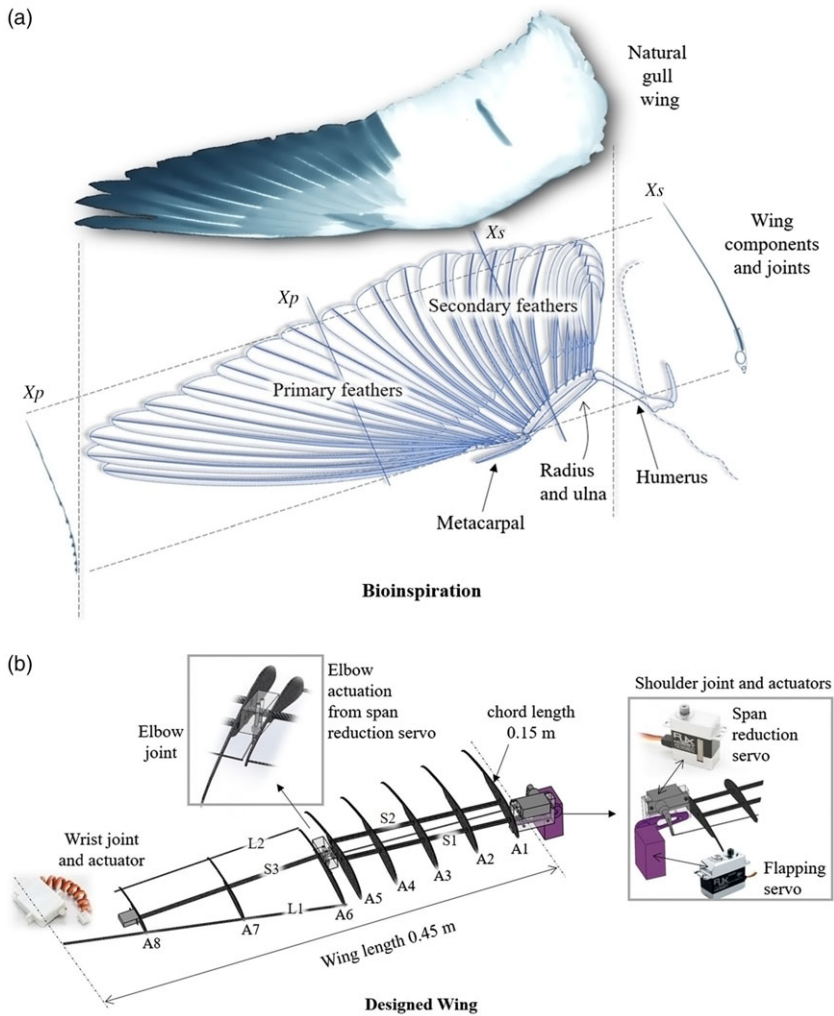 (a)
Natural
gull
wing
Xs
Xs
Wing
components
and joints
Xp
Secondary feathers
Xp
Primary feathers
Radius
and ulna
Humerus
Metacarpal
Bioinspiration
(b)
Elbow
actuation
from span
reduction servo
Elbow
joint
chord length
0.15 m
Shoulder joint and actuators
Span
reduction
servo
Flapping
servo
Wrist joint
and actuator
L2
S2
S3
S1
L1
A1
A2
A3
A4
A5
A6
A7
A8
Wing length 0.45 m
Designed Wing